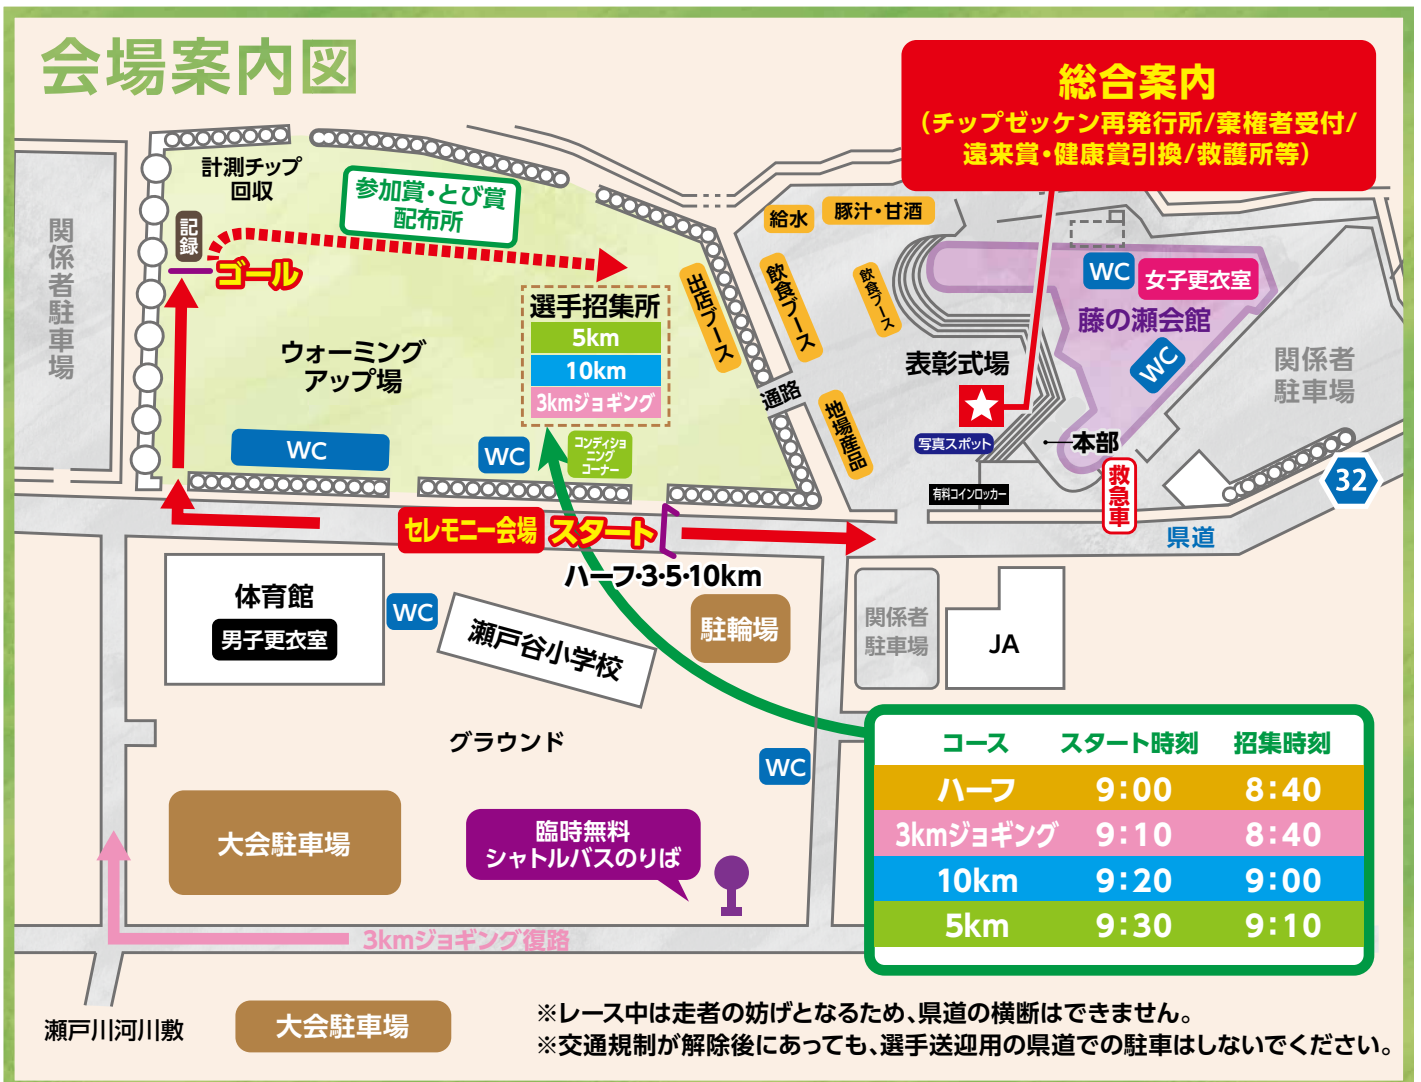 会場案内図
総合案内
(チップゼッケン再発行所/棄権者受付/
遠来賞・健康賞引換/救護所等)
計測チップ
回収
参加賞・とび賞
配布所
記録
ゴール
関係者駐車場
選手招集所
5km
10km
3kmジョギング
ウォーミング
アップ場
WC
WC
コンディショ
ニング
コーナー
出店ブース
給水
豚汁・甘酒
飲食ブース
飲食ブース
通路
地場産品
表彰式場
写真スポット
有料コインロッカー
WC
女子更衣室
藤の瀬会館
WC
本部
救急車
関係者
駐車場
32
県道
セレモニー会場
スタート
ハーフ・3・5・10km
体育館
男子更衣室
WC
瀬戸谷小学校
駐輪場
関係者
駐車場
JA
グラウンド
WC
大会駐車場
臨時無料
シャトルバスのりば
3kmジョギング復路
コース スタート時刻 招集時刻
ハーフ 9:00 8:40
3kmジョギング 9:10 8:40
10km 9:20 9:00
5km 9:30 9:10
瀬戸川河川敷
大会駐車場
※レース中は走者の妨げとなるため、県道の横断はできません。
※交通規制が解除後にあっても、選手送迎用の県道での駐車はしないでください。